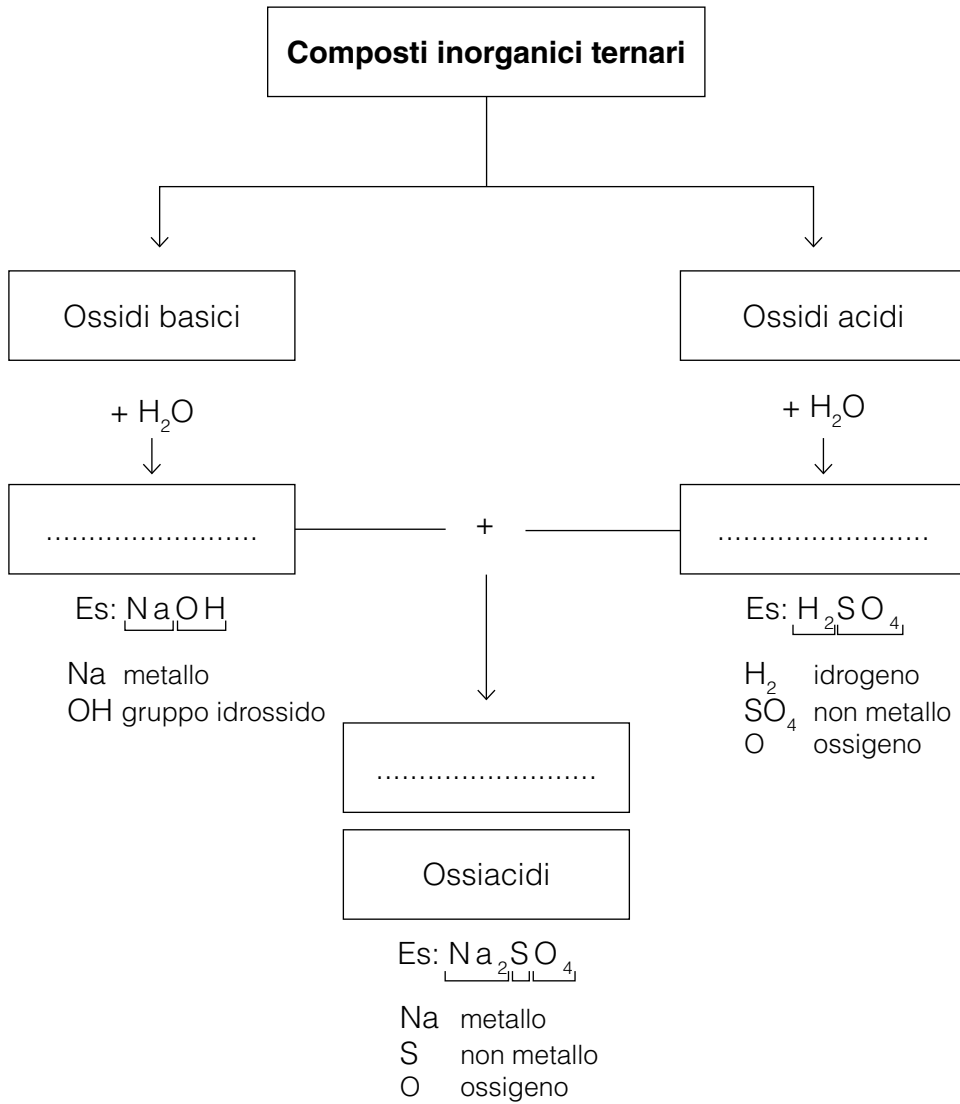 Composti inorganici ternari
Ossidi basici
Ossidi acidi
+ H₂O
+ H₂O
........................
+
........................
Es: NaOH
Es: H₂SO₄
Na metallo
OH gruppo idrossido
H₂ idrogeno
SO₄ non metallo
O ossigeno
.........................
Ossiacidi
Es: Na₂SO₄
Na metallo
S non metallo
O ossigeno